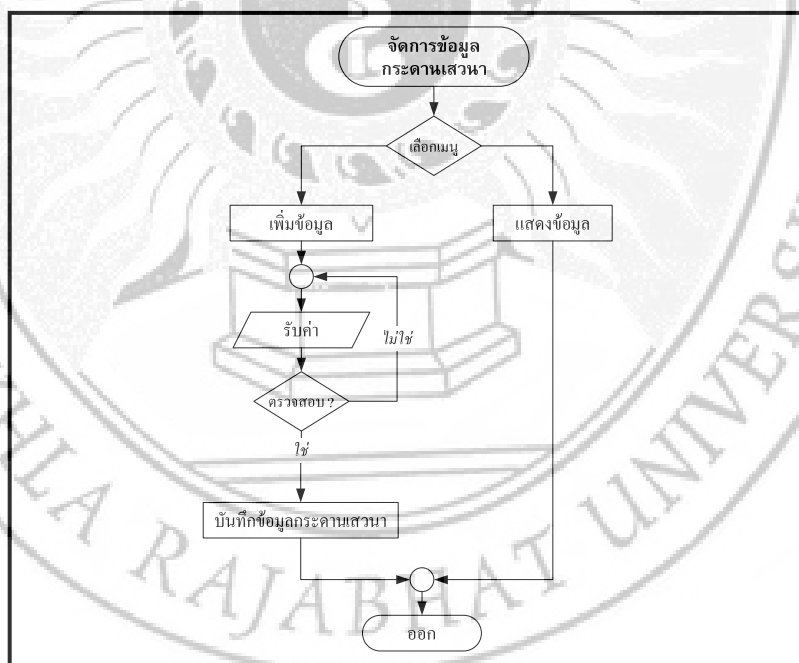 จัดการข้อมูล
กระดานเสวนา
เลือกเมนู
เพิ่มข้อมูล
แสดงข้อมูล
รับค่า
ไม่ใช่
ตรวจสอบ ?
ใช่
บันทึกข้อมูลกระดานเสวนา
ออก
HLA RAJABHAT UNIVERS